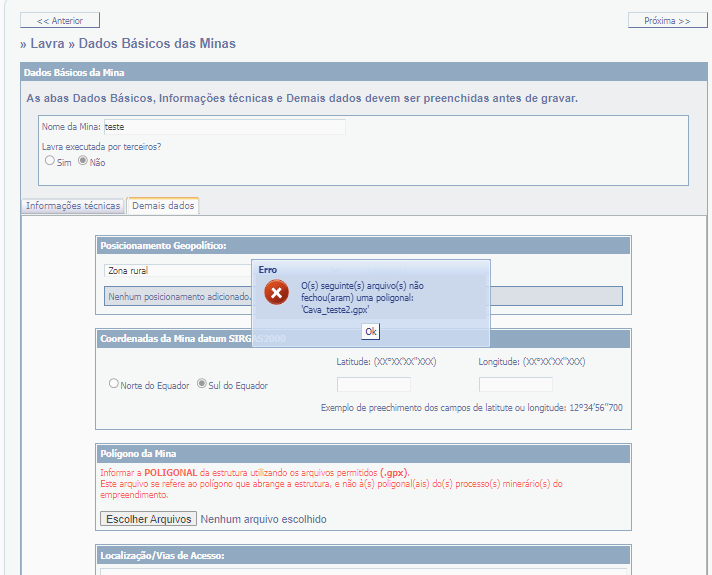 << Anterior
Próxima >>
» Lavra » Dados Básicos das Minas
Dados Básicos da Mina
As abas Dados Básicos, Informações técnicas e Demais dados devem ser preenchidas antes de gravar.
Nome da Mina: teste
Lavra executada por terceiros?
Sim Não
Informações técnicas Demais dados
Posicionamento Geopolítico:
Zona rural
Nenhum posicionamento adicionado.
Erro
O(s) seguinte(s) arquivo(s) não
fechou(aram) uma poligonal:
'Cava_teste2.gpx'
Ok
Coordenadas da Mina datum SIRGAS2000
Latitude: (XX°XX'XX"XXX) Longitude: (XX°XX'XX"XXX)
Norte do Equador Sul do Equador
Exemplo de preechimento dos campos de latitute ou longitude: 12º34'56"700
Polígono da Mina
Informar a POLIGONAL da estrutura utilizando os arquivos permitidos (.gpx).
Este arquivo se refere ao polígono que abrange a estrutura, e não à(s) poligonal(ais) do(s) processo(s) minerário(s) do
empreendimento.
Escolher Arquivos Nenhum arquivo escolhido
Localização/Vias de Acesso: